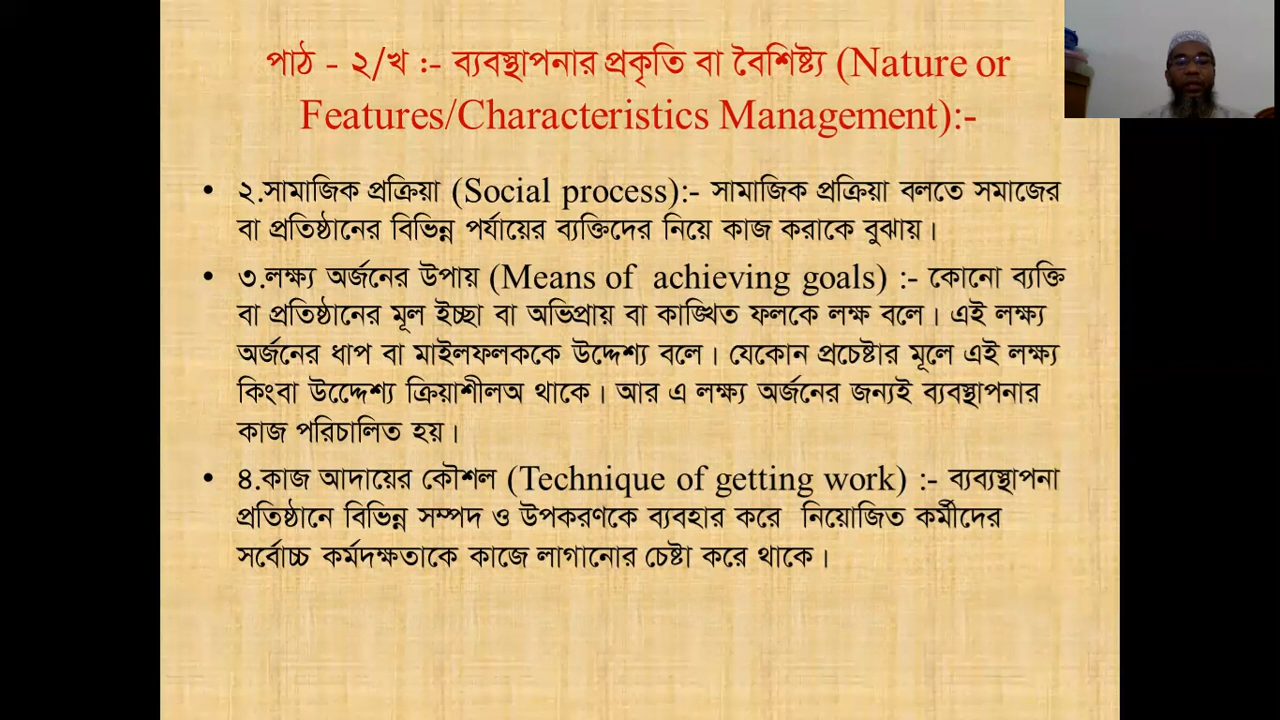 পাঠ - ২/খ :- ব্যবস্থাপনার প্রকৃতি বা বৈশিষ্ট্য (Nature or
Features/Characteristics Management):-
• ২.সামাজিক প্রক্রিয়া (Social process):- সামাজিক প্রক্রিয়া বলতে সমাজের
বা প্রতিষ্ঠানের বিভিন্ন পর্যায়ের ব্যক্তিদের নিয়ে কাজ করাকে বুঝায়।
• ৩.লক্ষ্য অর্জনের উপায় (Means of achieving goals) :- কোনো ব্যক্তি
বা প্রতিষ্ঠানের মূল ইচ্ছা বা অভিপ্রায় বা কাঙ্খিত ফলকে লক্ষ বলে। এই লক্ষ্য
অর্জনের ধাপ বা মাইলফলককে উদ্দেশ্য বলে। যেকোন প্রচেষ্টার মূলে এই লক্ষ্য
কিংবা উদ্দেশ্য ক্রিয়াশীলঅ থাকে। আর এ লক্ষ্য অর্জনের জন্যই ব্যবস্থাপনার
কাজ পরিচালিত হয়।
• ৪.কাজ আদায়ের কৌশল (Technique of getting work) :- ব্যব্যস্থাপনা
প্রতিষ্ঠানে বিভিন্ন সম্পদ ও উপকরণকে ব্যবহার করে নিয়োজিত কর্মীদের
সর্বোচ্চ কর্মদক্ষতাকে কাজে লাগানোর চেষ্টা করে থাকে।